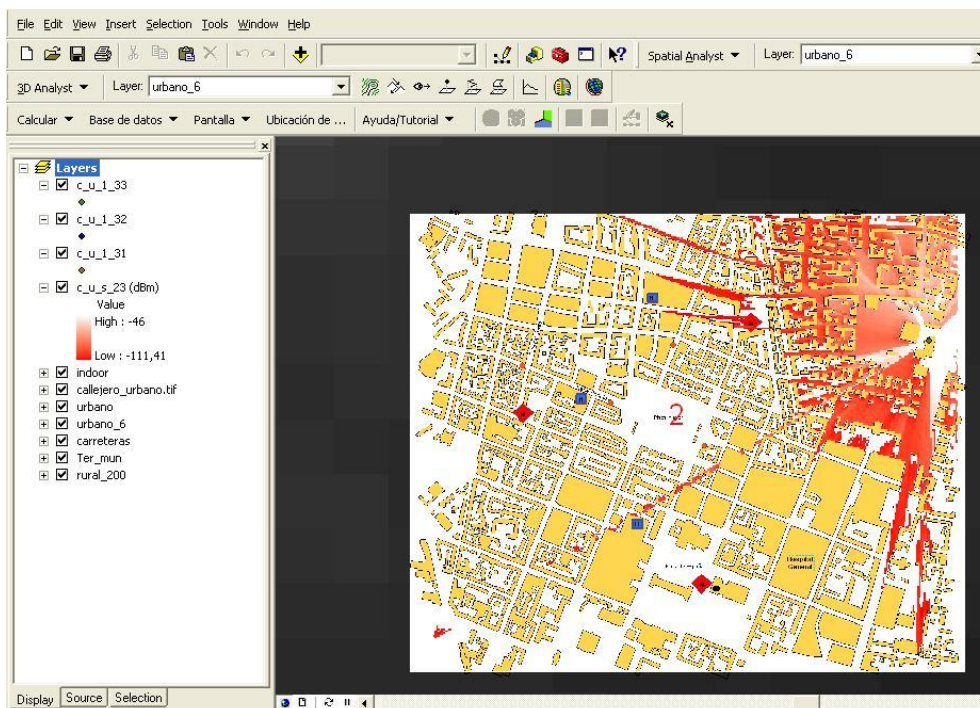 File Edit View Insert Selection Tools Window Help
Spatial Analyst Layer: urbano_6
3D Analyst Layer: urbano_6
Calcular Base de datos Pantalla Ubicación de ... Ayuda/Tutorial
Layers
c_u_1_33
c_u_1_32
c_u_1_31
c_u_s_23 (dBm)
Value
High : -46
Low : -111,41
indoor
callejero_urbano.tif
urbano
urbano_6
carreteras
Ter_mun
rural_200
2
Hospital
General
Display Source Selection